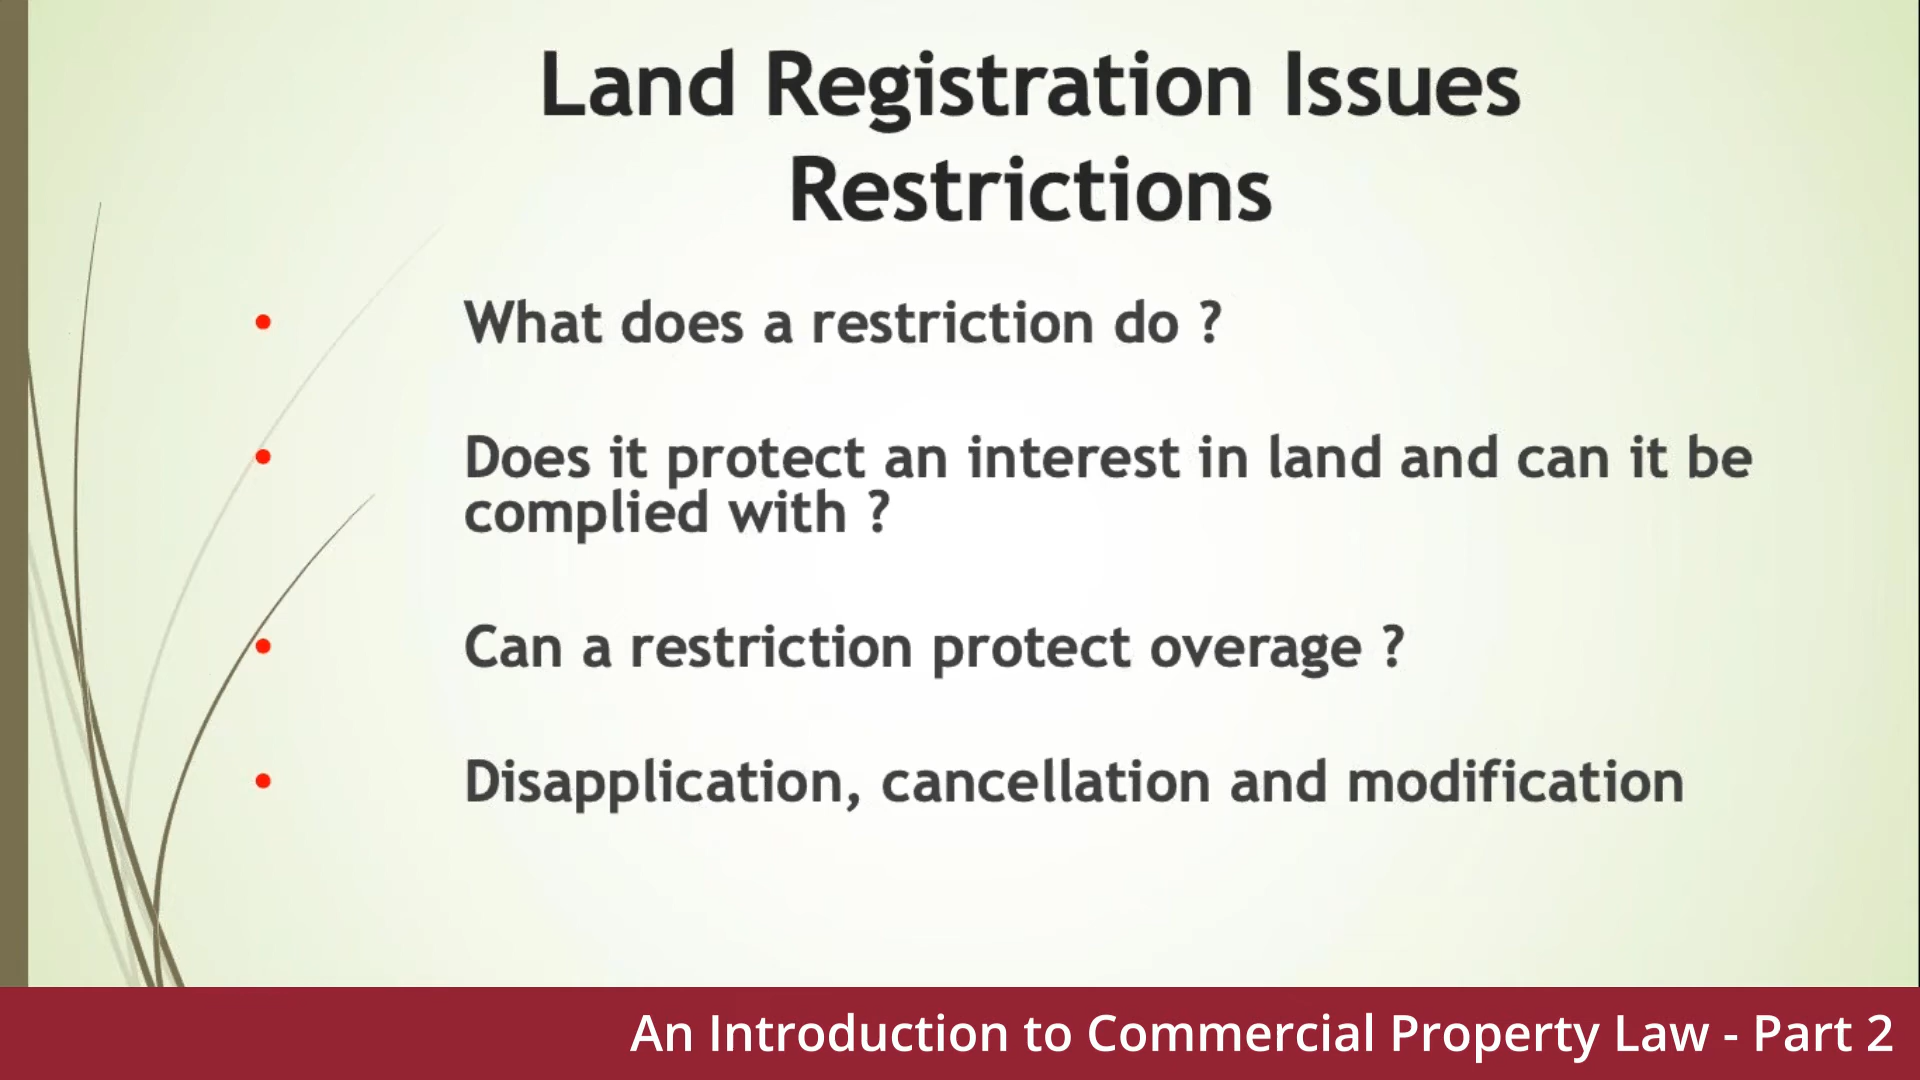 Land Registration Issues
Restrictions
• What does a restriction do ?
• Does it protect an interest in land and can it be
complied with ?
• Can a restriction protect overage ?
• Disapplication, cancellation and modification
An Introduction to Commercial Property Law - Part 2